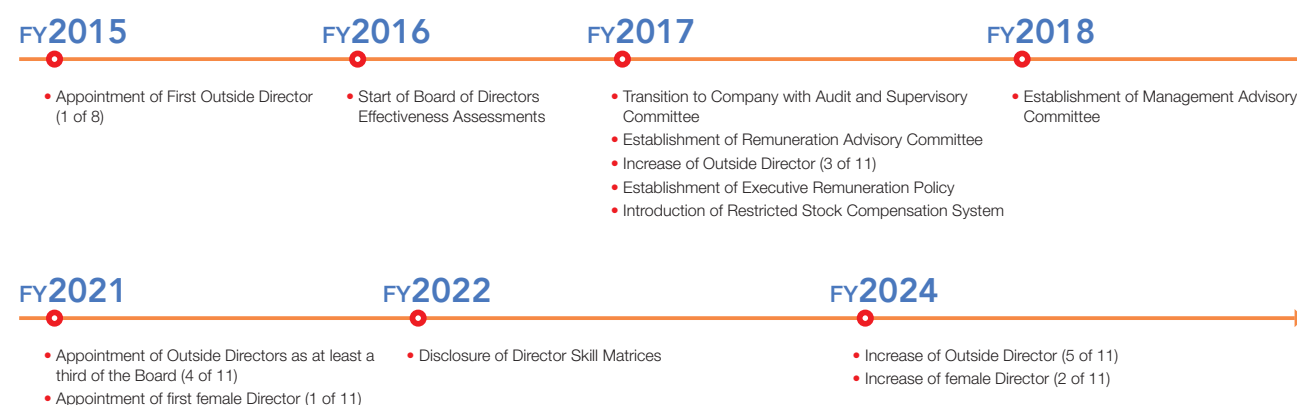 FY2015 FY2016 FY2017 FY2018
• Appointment of First Outside Director
(1 of 8)
• Start of Board of Directors
Effectiveness Assessments
• Transition to Company with Audit and Supervisory
Committee
• Establishment of Remuneration Advisory Committee
• Increase of Outside Director (3 of 11)
• Establishment of Executive Remuneration Policy
• Introduction of Restricted Stock Compensation System
• Establishment of Management Advisory
Committee
FY2021 FY2022 FY2024
• Appointment of Outside Directors as at least a
third of the Board (4 of 11)
• Appointment of first female Director (1 of 11)
• Disclosure of Director Skill Matrices
• Increase of Outside Director (5 of 11)
• Increase of female Director (2 of 11)